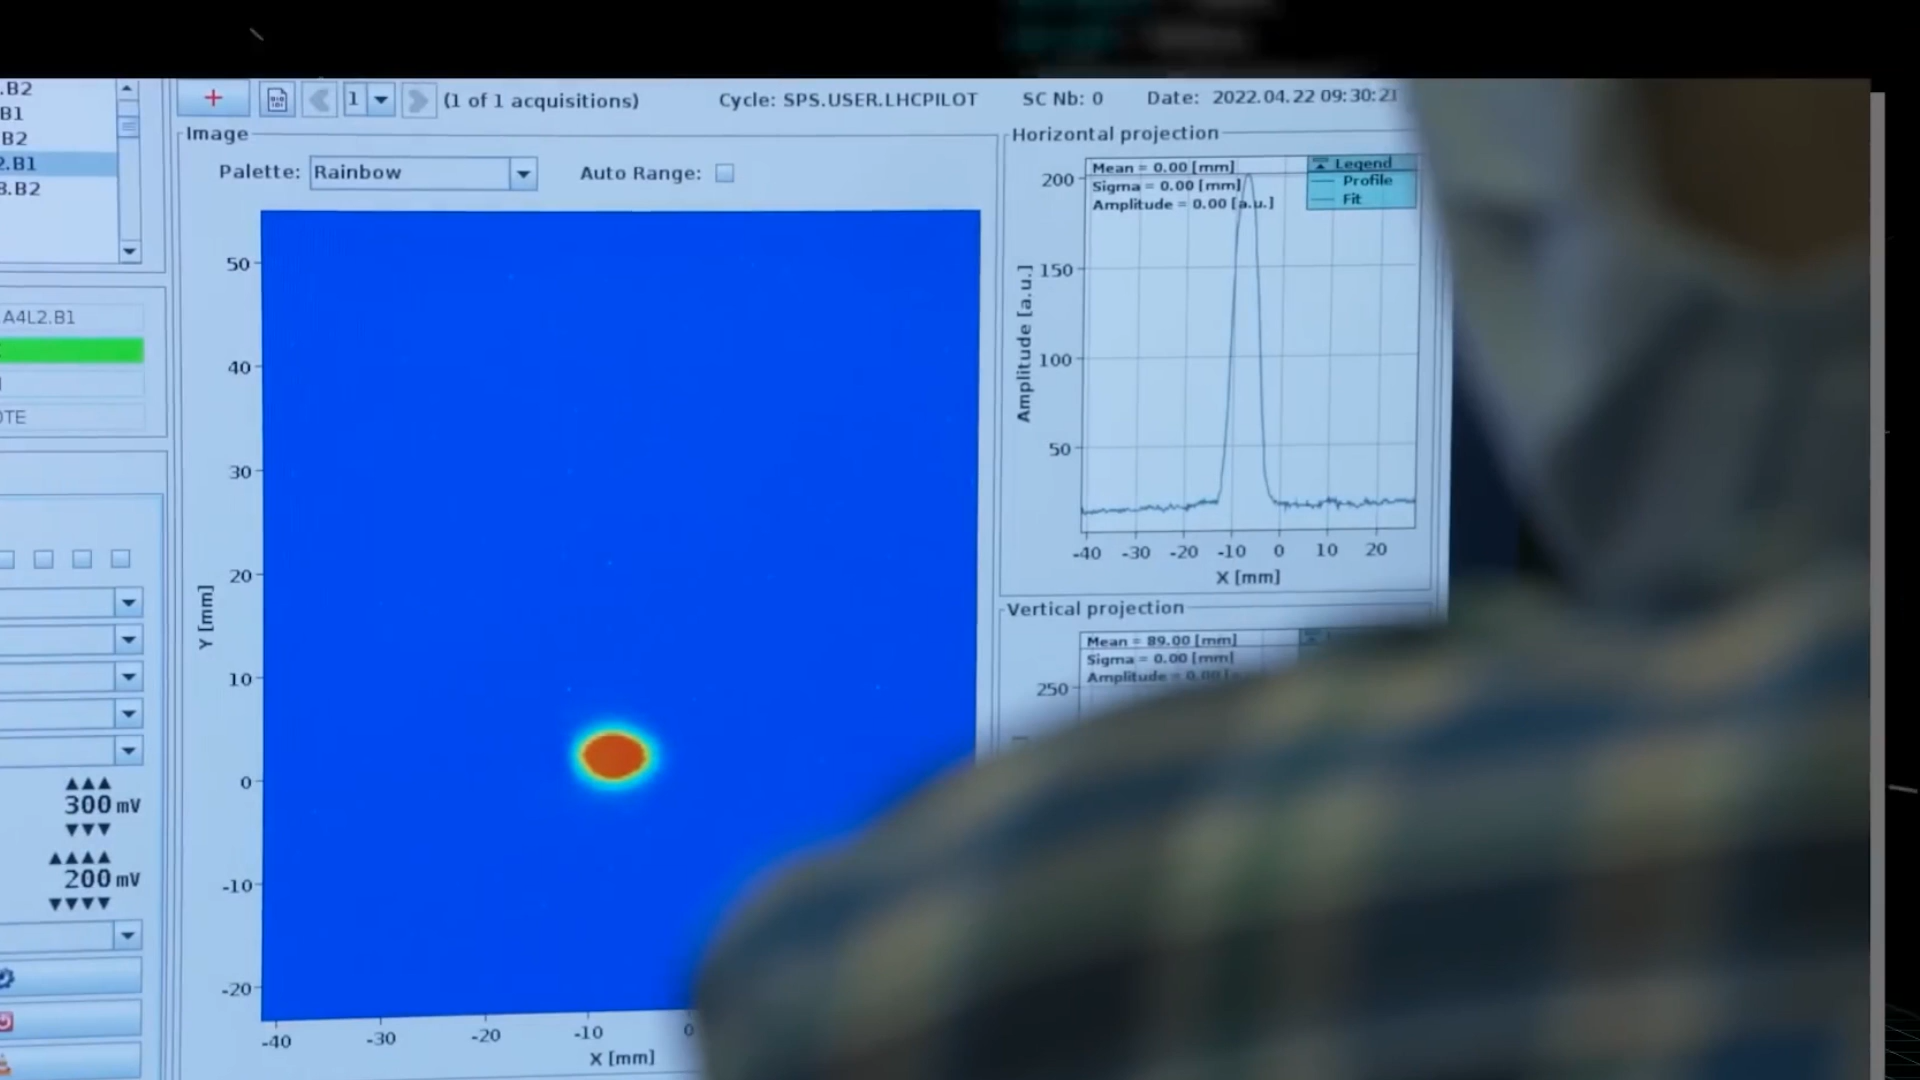 .B2
B1
B2
2.B1
3.B2
A4L2.B1
OTE
300 mV
200 mV
1
(1 of 1 acquisitions)
Cycle: SPS.USER.LHCPILOT
SC Nb: 0
Date: 2022.04.22 09:30:21
Image
Palette: Rainbow
Auto Range:
50
40
30
20
10
0
-10
-20
Y [mm]
-40
-30
-20
-10
0
X [mm]
Horizontal projection
Mean = 0.00 [mm]
Sigma = 0.00 [mm]
Amplitude = 0.00 [a.u.]
Legend
Profile
Fit
200
150
100
50
Amplitude [a.u.]
-40
-30
-20
-10
0
10
20
X [mm]
Vertical projection
Mean = 89.00 [mm]
Sigma = 0.00 [mm]
Amplitude = 0.00
250